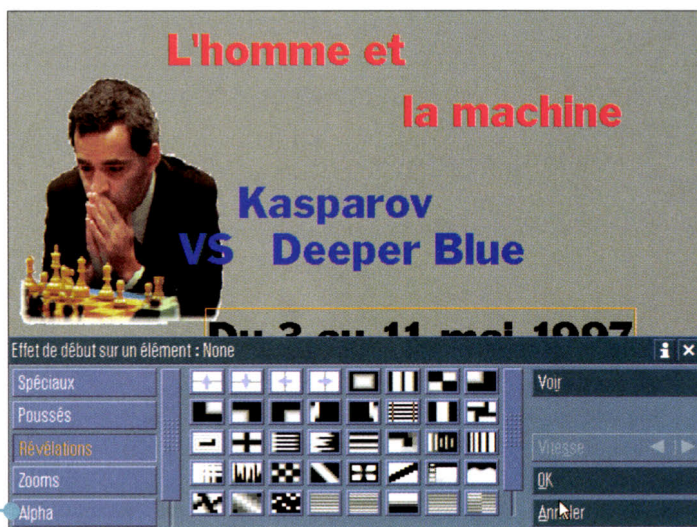 L'homme et
la machine
Kasparov
VS Deeper Blue
Du 3 au 11 mai 1997
Effet de début sur un élément : None
Spéciaux
Poussés
Révélations
Zooms
Alpha
Voir
Vitesse 1
OK
Annuler